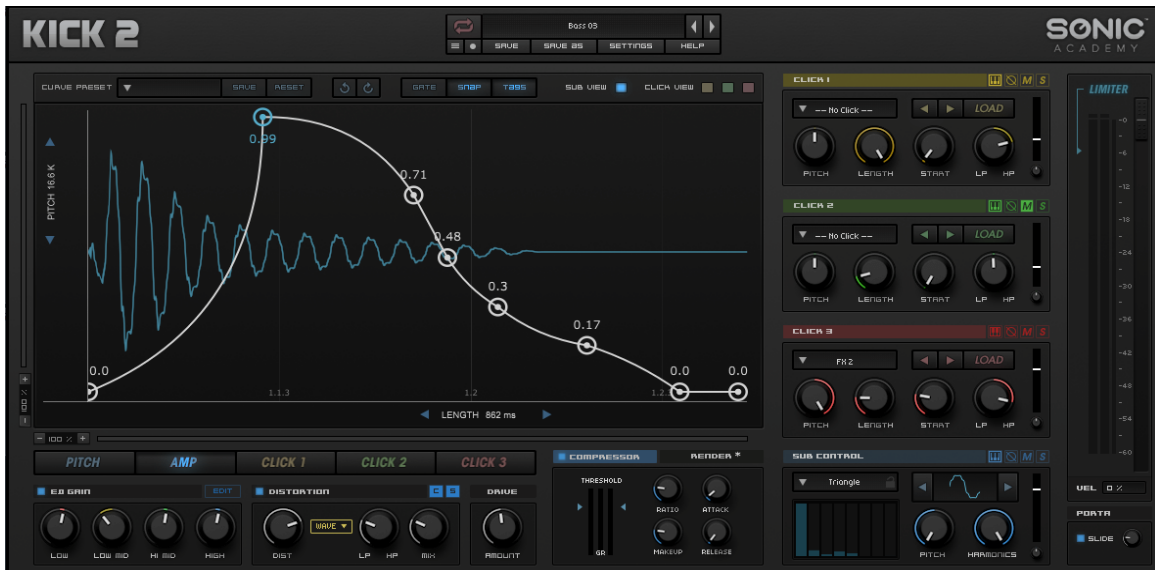 KICK 2
Bass 03
SAVE SAVE AS SETTINGS HELP
SONIC
ACADEMY
CURVE PRESET SAVE RESET GATE SNAP TAGS SUB VIEW CLICK VIEW
PITCH 16.6 K
0.99
0.71
0.48
0.3
0.17
0.0
0.0
0.0
1.1.3
1.2
1.2.
LENGTH 862 ms
100 %
100 %
CLICK 1 M S
-- No Click -- LOAD
PITCH LENGTH START LP HP
CLICK 2 M S
-- No Click -- LOAD
PITCH LENGTH START LP HP
CLICK 3 M S
FX 2 LOAD
PITCH LENGTH START LP HP
SUB CONTROL M S
Triangle
PITCH HARMONICS
LIMITER
-0
-6
-12
-18
-24
-30
-36
-42
-48
-54
-60
VEL 0 %
PORTA
SLIDE
PITCH AMP CLICK 1 CLICK 2 CLICK 3
EQ GAIN EDIT
LOW LOW MID HI MID HIGH
DISTORTION C S
WAVE
DIST LP HP MIX
DRIVE
AMOUNT
COMPRESSOR RENDER *
THRESHOLD
GR
RATIO ATTACK
MAKEUP RELEASE